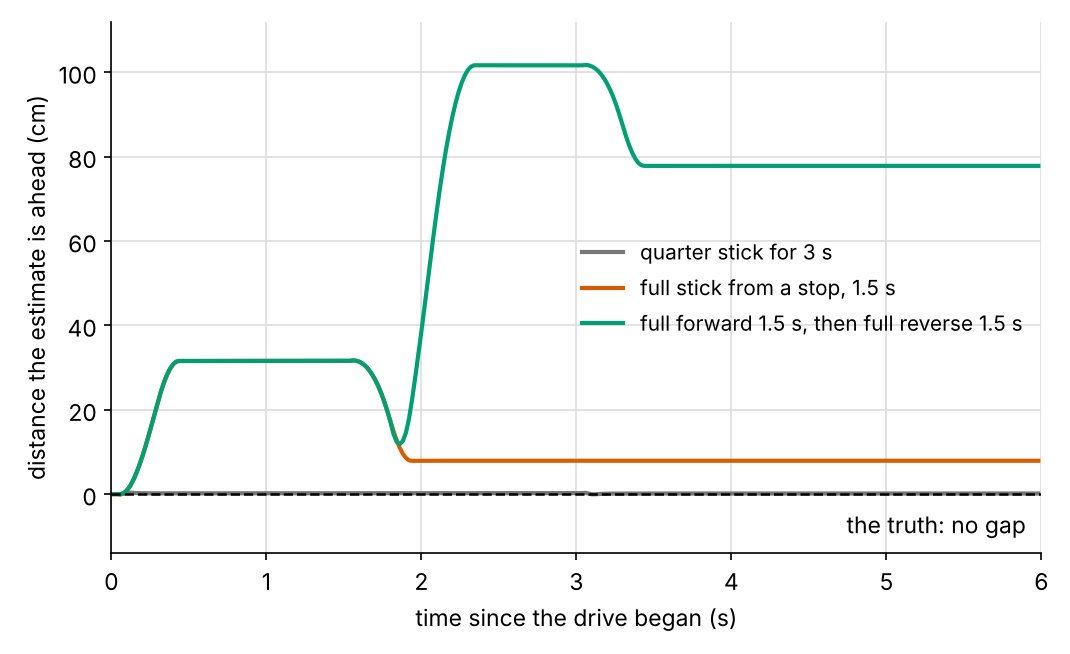 distance the estimate is ahead (cm)
100
80
60
40
20
0
quarter stick for 3 s
full stick from a stop, 1.5 s
full forward 1.5 s, then full reverse 1.5 s
the truth: no gap
0 1 2 3 4 5 6
time since the drive began (s)